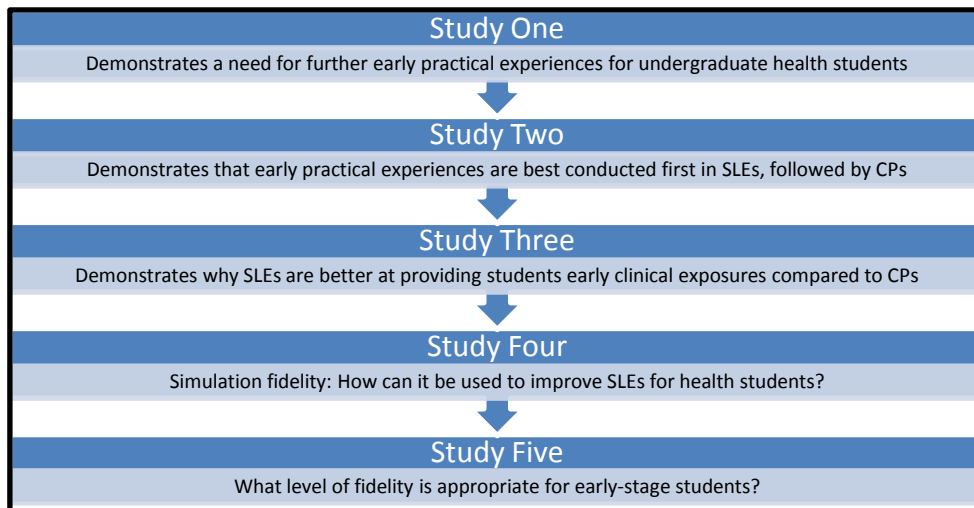 Study One
Demonstrates a need for further early practical experiences for undergraduate health students
Study Two
Demonstrates that early practical experiences are best conducted first in SLEs, followed by CPs
Study Three
Demonstrates why SLEs are better at providing students early clinical exposures compared to CPs
Study Four
Simulation fidelity: How can it be used to improve SLEs for health students?
Study Five
What level of fidelity is appropriate for early-stage students?